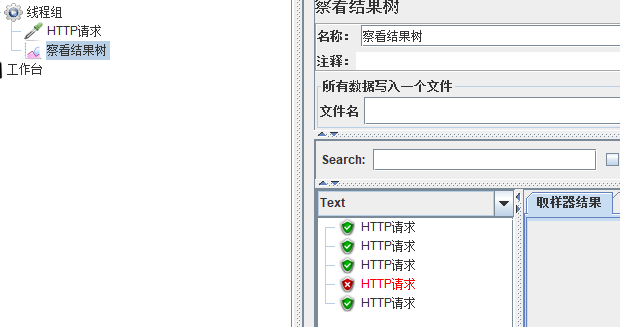 线程组
HTTP请求
察看结果树
工作台
察看结果树
名称: 察看结果树
注释:
所有数据写入一个文件
文件名
Search:
Text
取样器结果
HTTP请求
HTTP请求
HTTP请求
HTTP请求
HTTP请求